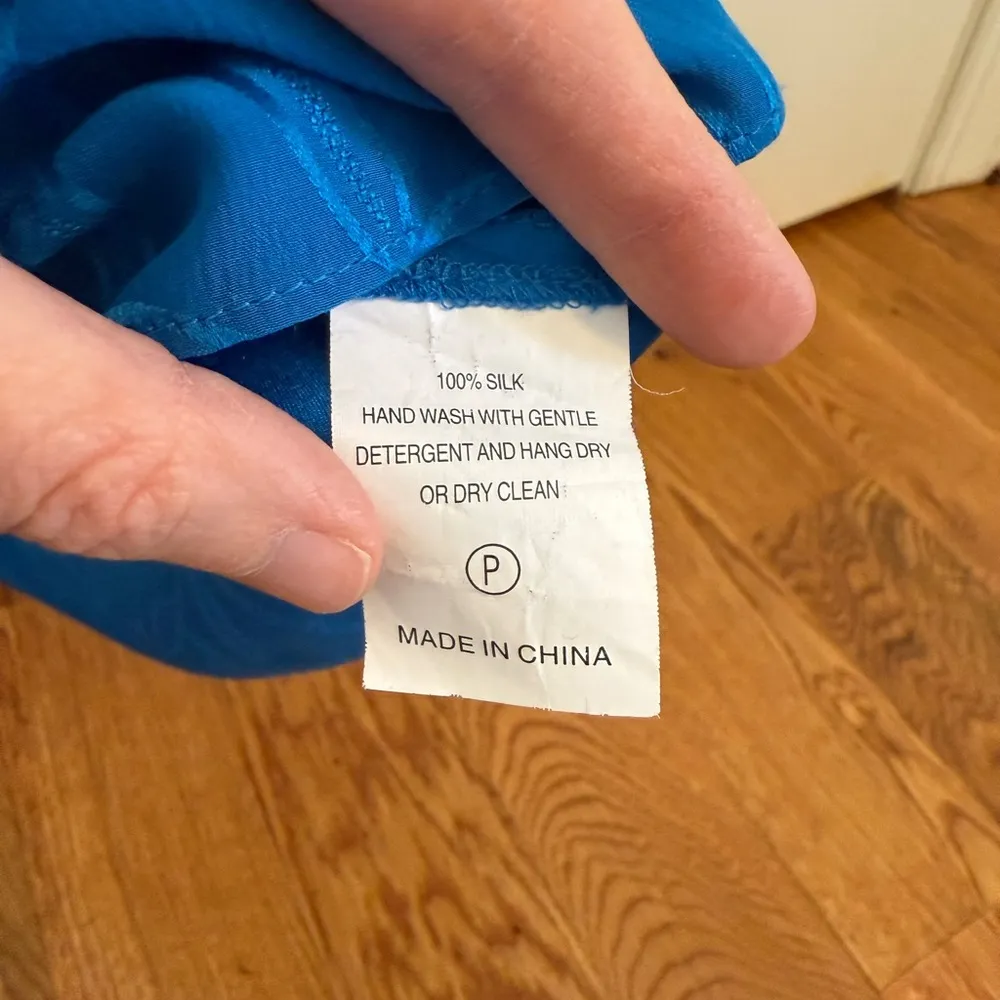 100% SILK
HAND WASH WITH GENTLE
DETERGENT AND HANG DRY
OR DRY CLEAN
P
MADE IN CHINA